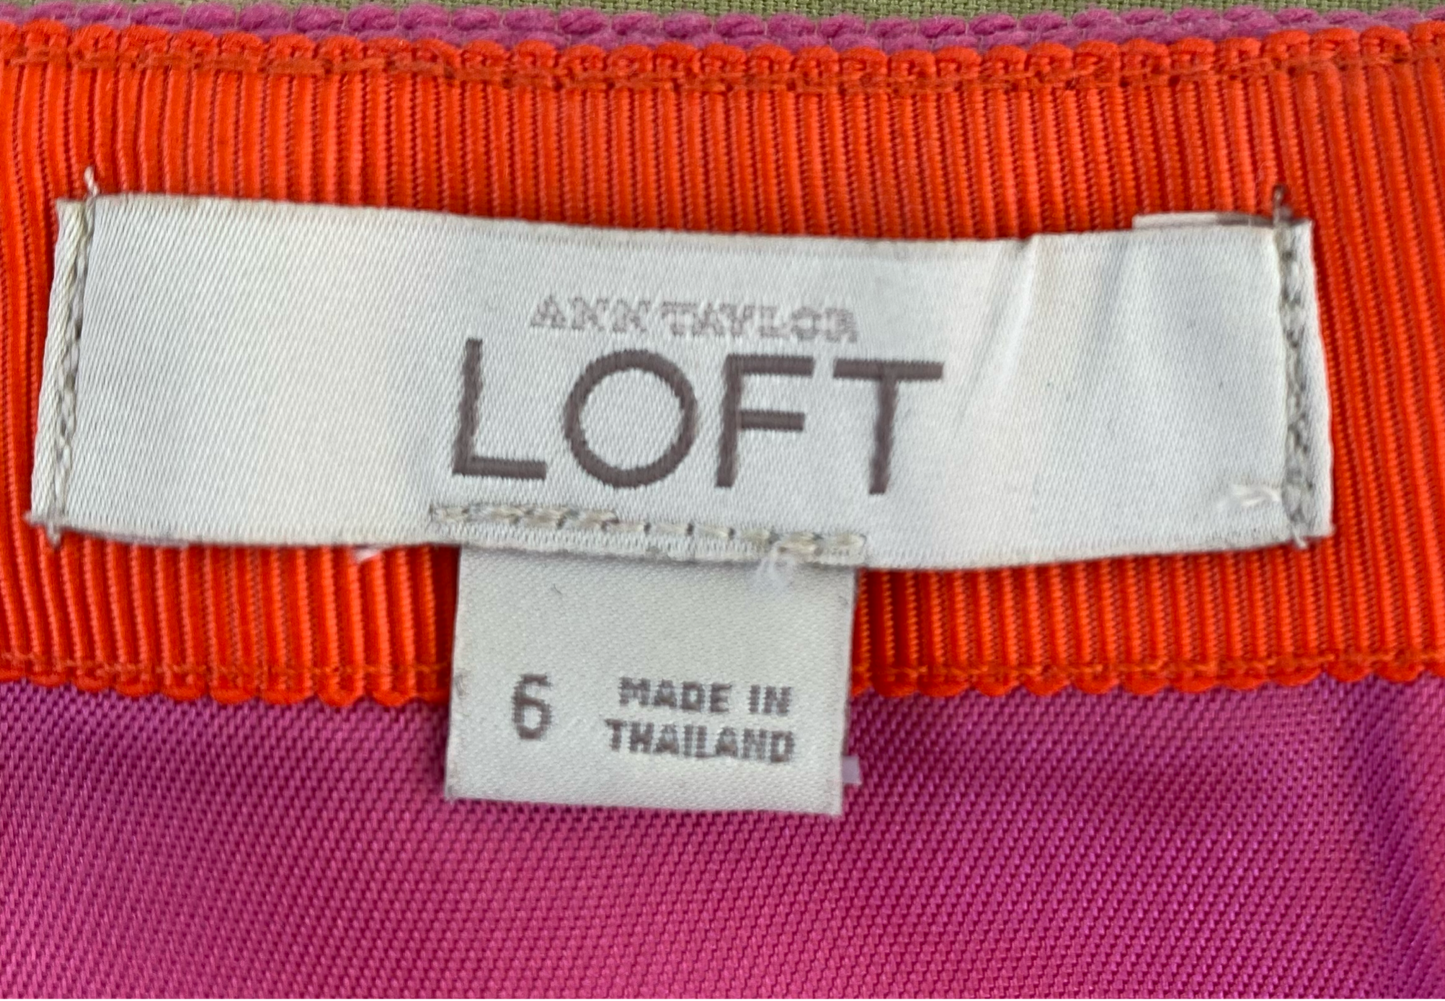 ANN TAYLOR
LOFT
6
MADE IN
THAILAND